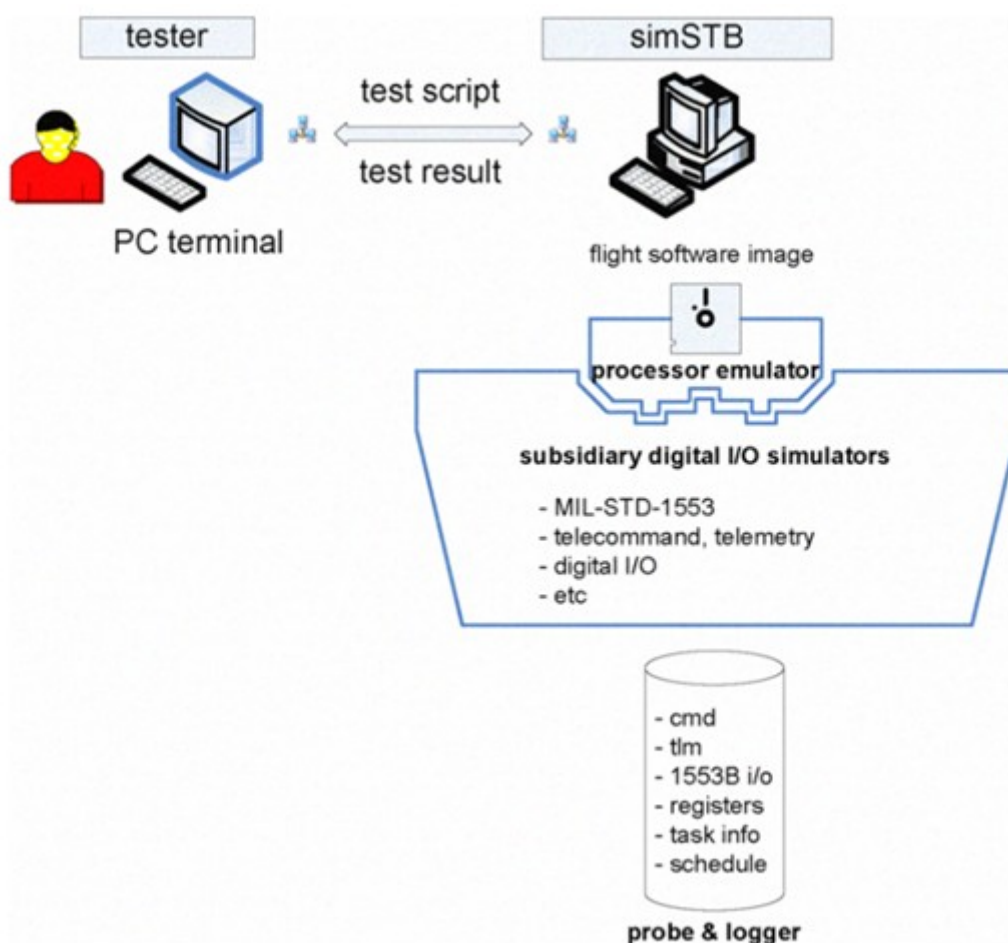 tester
simSTB
test script
test result
PC terminal
flight software image
processor emulator
subsidiary digital I/O simulators
- MIL-STD-1553
- telecommand, telemetry
- digital I/O
- etc
- cmd
- tlm
- 1553B i/o
- registers
- task info
- schedule
probe & logger